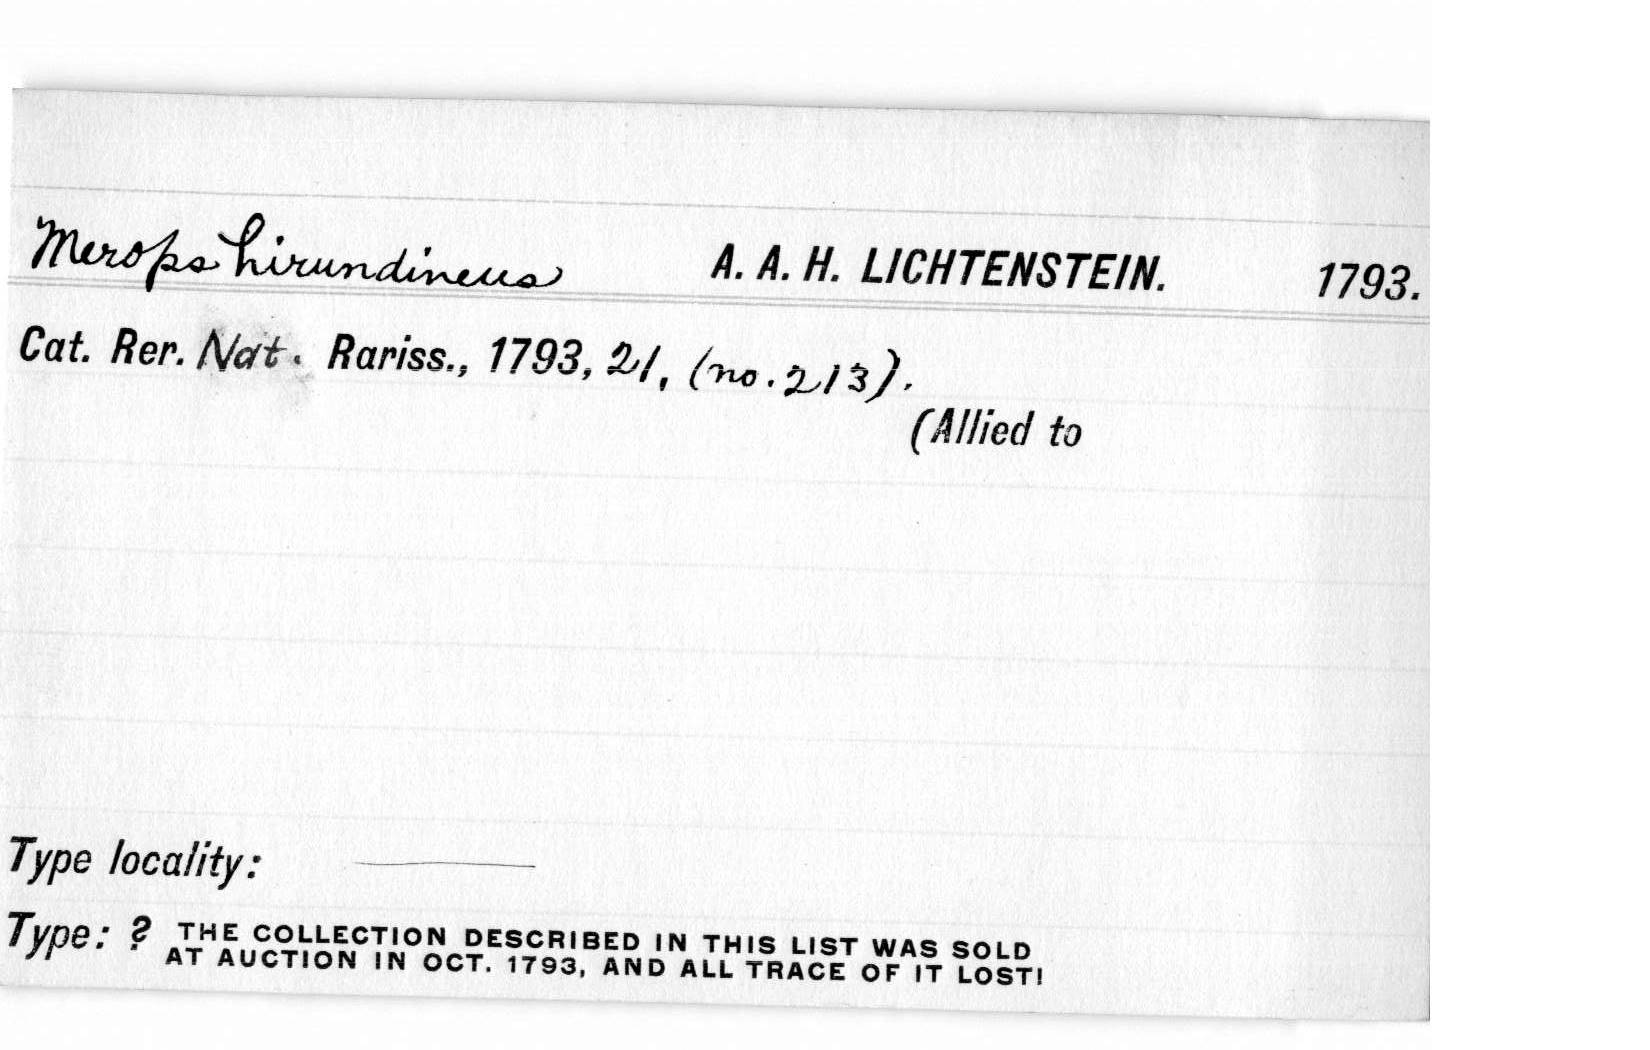 Merops hirundineus A. A. H. LICHTENSTEIN. 1793.
Cat. Rer. Nat. Rariss., 1793, 21, (no. 213).
(Allied to
Type locality: ———
Type: ? THE COLLECTION DESCRIBED IN THIS LIST WAS SOLD
AT AUCTION IN OCT. 1793, AND ALL TRACE OF IT LOST!